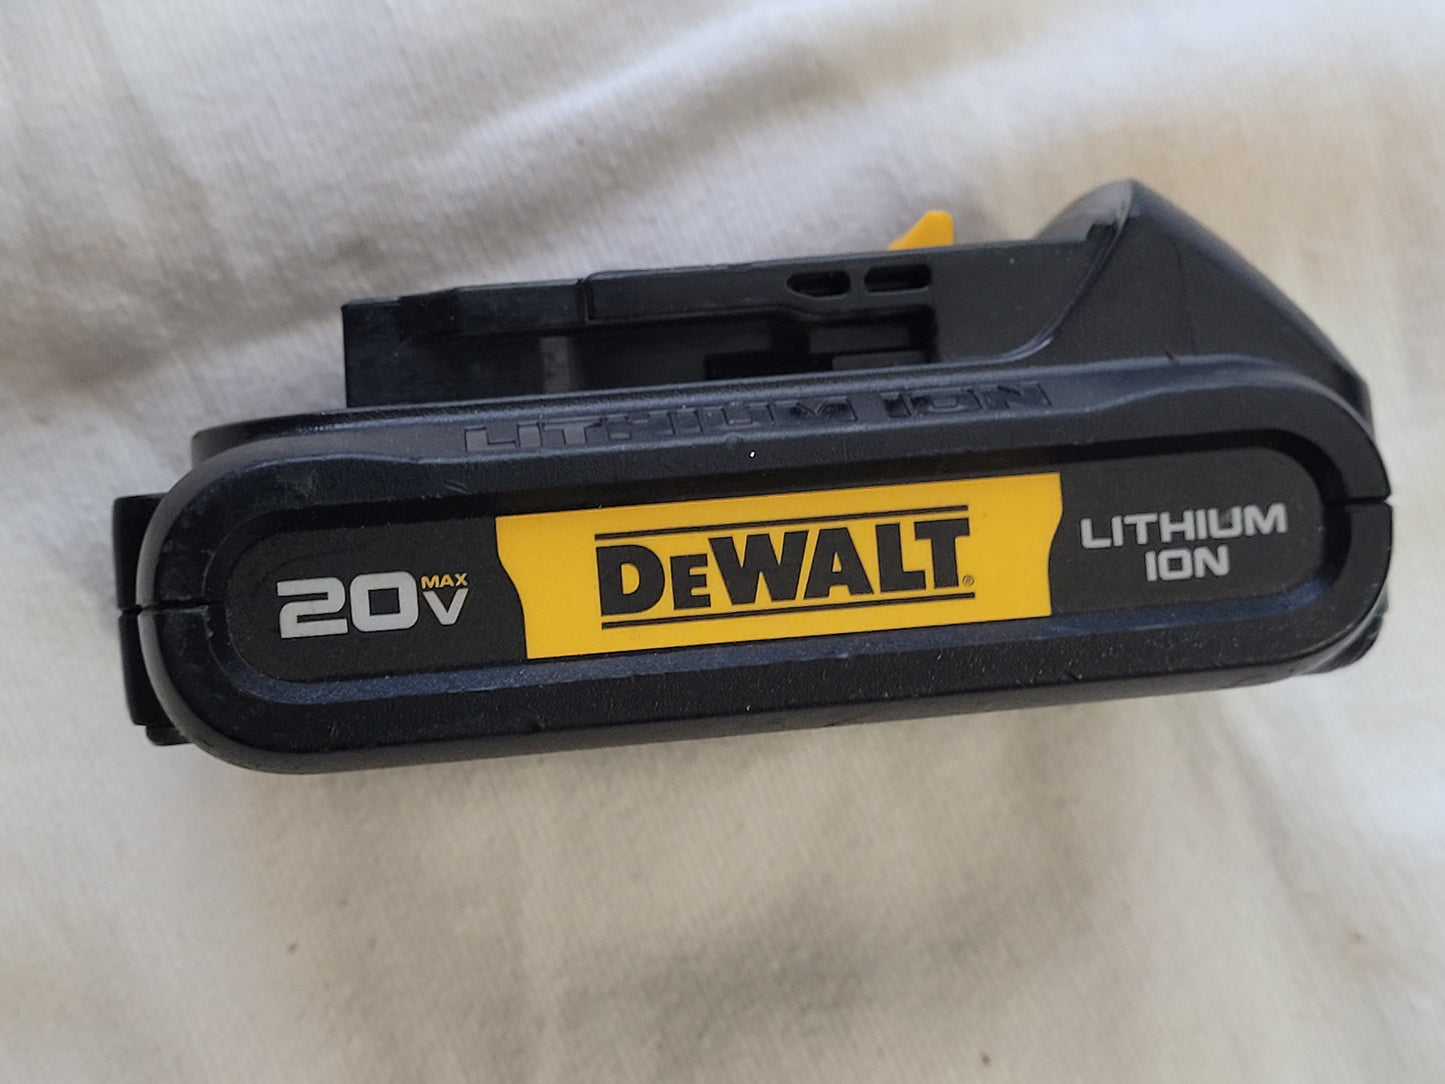 LITHIUM ION
20V MAX
DEWALT®
LITHIUM
ION